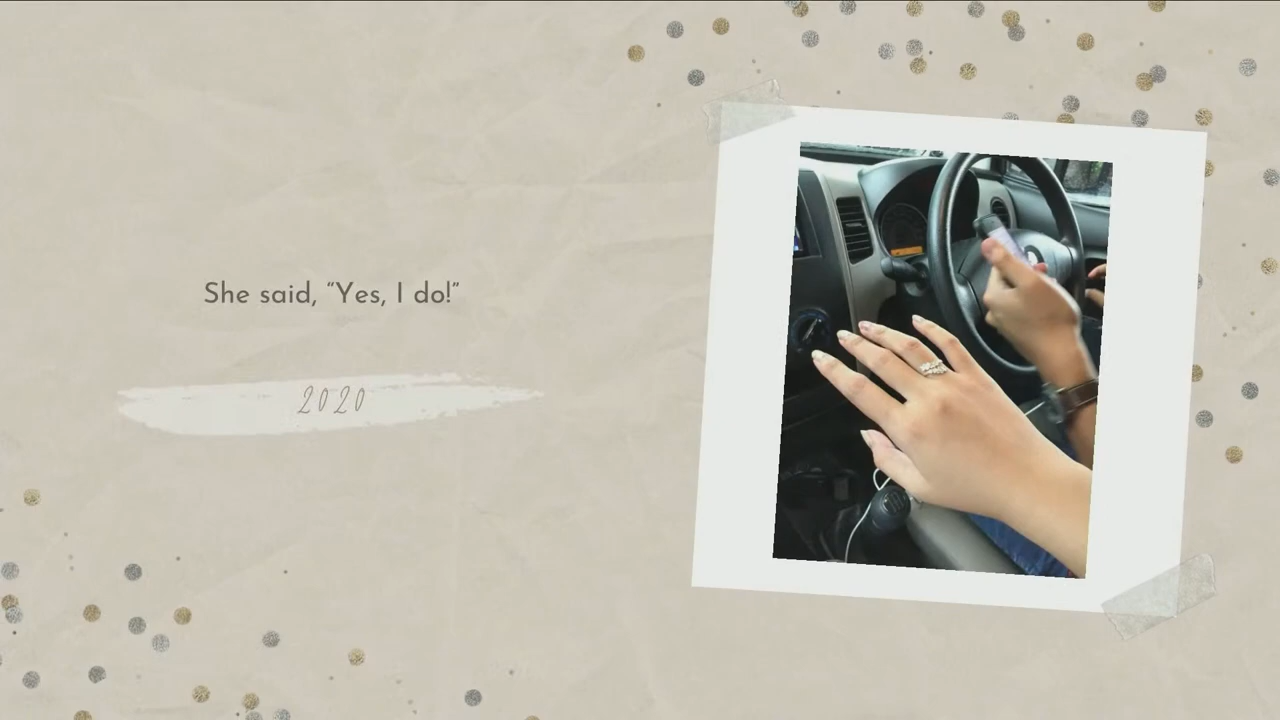 She said, “Yes, I do!”
2020